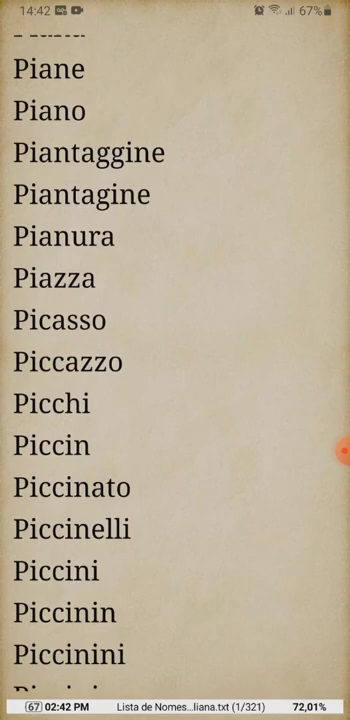 14:42 67%
Piane
Piano
Piantaggine
Piantagine
Pianura
Piazza
Picasso
Piccazzo
Picchi
Piccin
Piccinato
Piccinelli
Piccini
Piccinin
Piccinini
67 02:42 PM Lista de Nomes...liana.txt (1/321) 72,01%